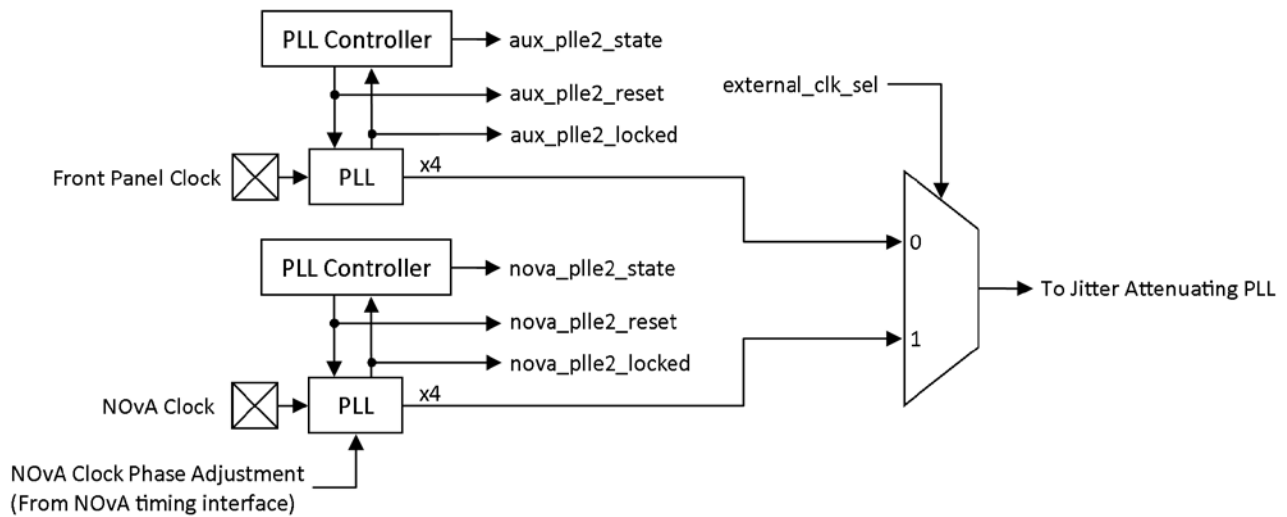 PLL Controller
aux_plle2_state
aux_plle2_reset
aux_plle2_locked
external_clk_sel
Front Panel Clock
PLL
x4
0
PLL Controller
nova_plle2_state
nova_plle2_reset
nova_plle2_locked
To Jitter Attenuating PLL
1
NOvA Clock
PLL
x4
NOvA Clock Phase Adjustment
(From NOvA timing interface)